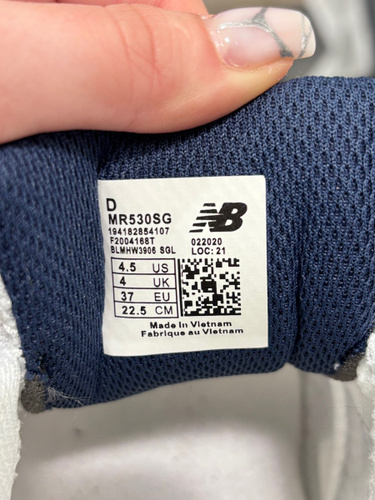 D
MR530SG
194182854107
F2004168T
BLMHW3906 SGL
NB
022020
LOC: 21
4.5 US
4 UK
37 EU
22.5 CM
Made In Vietnam
Fabrique au Vietnam